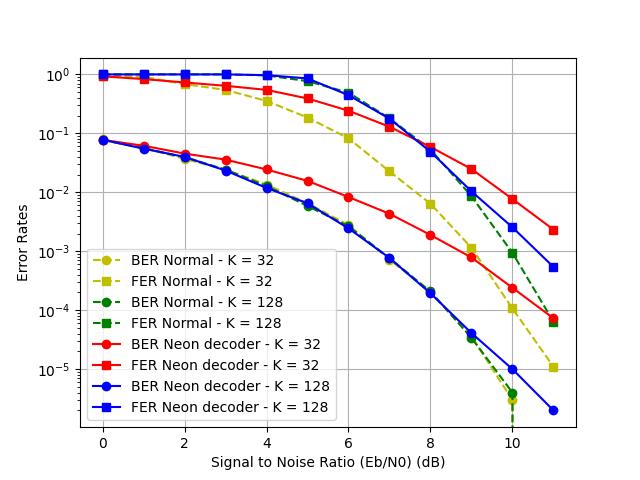 10⁰
10⁻¹
10⁻²
10⁻³
10⁻⁴
10⁻⁵
Error Rates
BER Normal - K = 32
FER Normal - K = 32
BER Normal - K = 128
FER Normal - K = 128
BER Neon decoder - K = 32
FER Neon decoder - K = 32
BER Neon decoder - K = 128
FER Neon decoder - K = 128
0 2 4 6 8 10
Signal to Noise Ratio (Eb/N0) (dB)